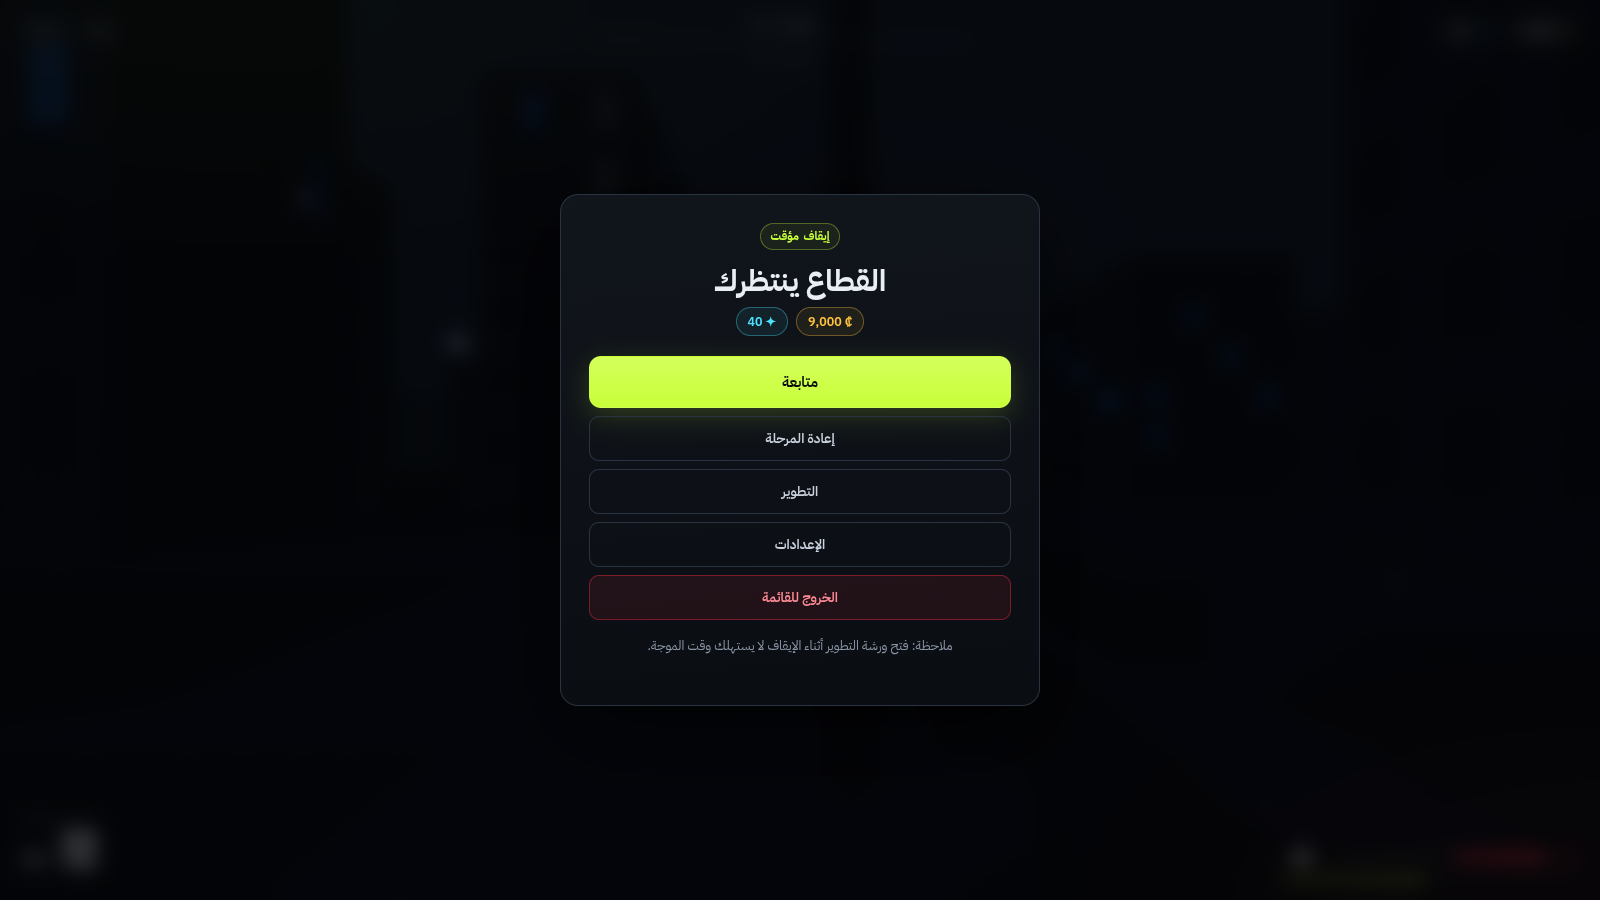 إيقاف مؤقت
القطاع ينتظرك
9,000 ₵ 40 ✦
متابعة
إعادة المرحلة
التطوير
الإعدادات
الخروج للقائمة
ملاحظة: فتح ورشة التطوير أثناء الإيقاف لا يستهلك وقت الموجة.